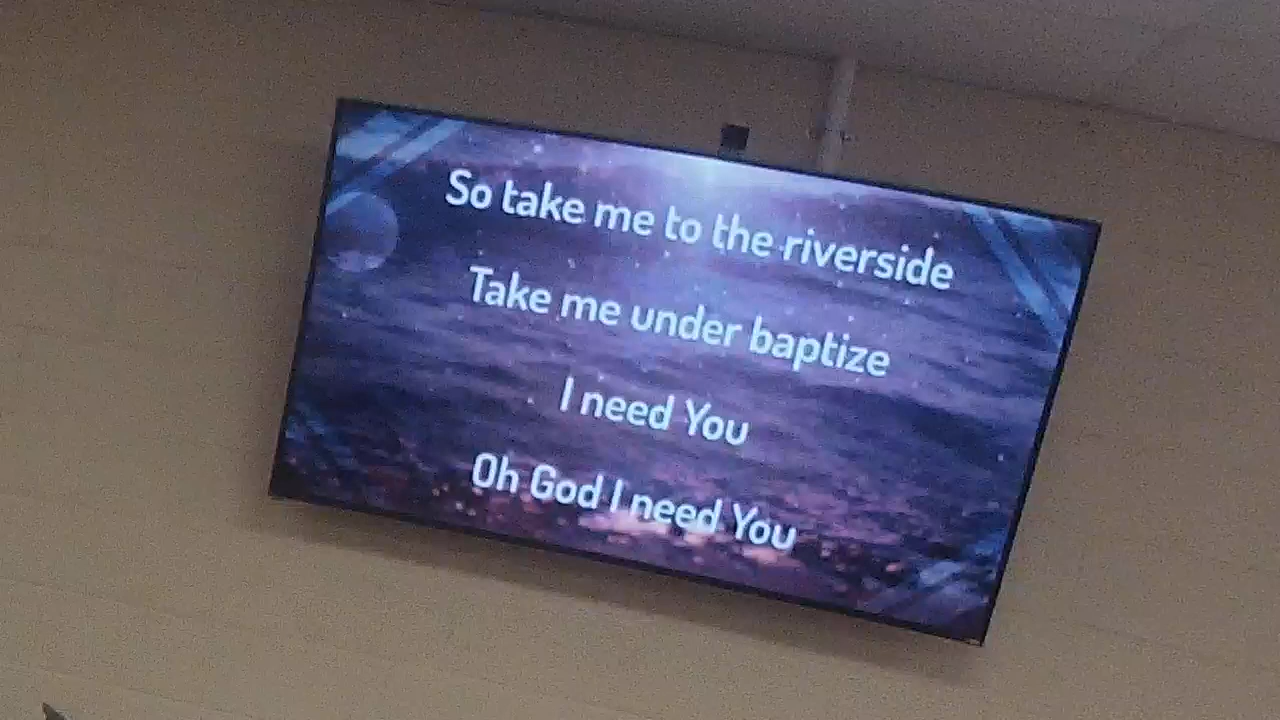 So take me to the riverside
Take me under baptize
I need You
Oh God I need You